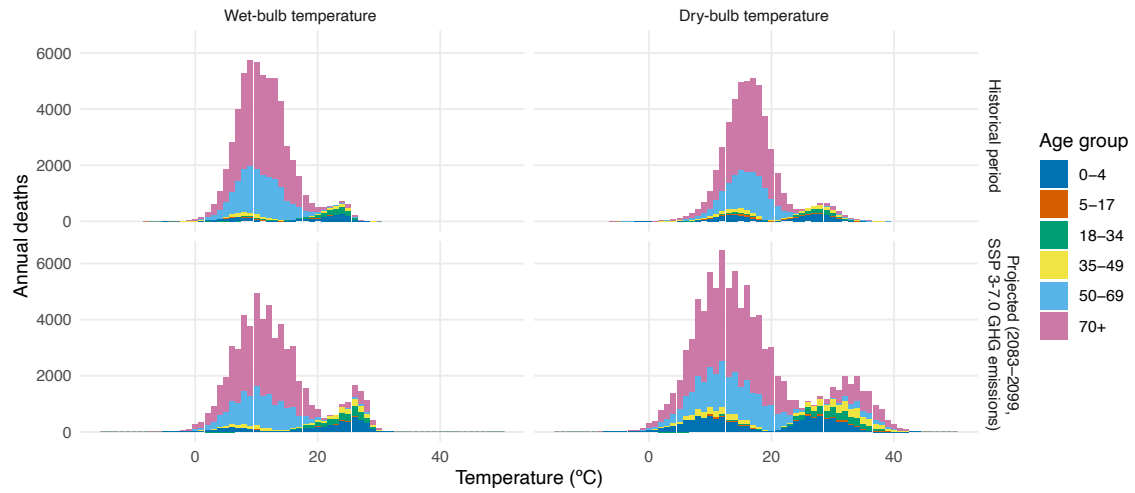 Wet-bulb temperature
Dry-bulb temperature
6000
4000
2000
0
Historical period
6000
4000
2000
0
Projected (2083–2099,
SSP 3-7.0 GHG emissions)
0
20
40
0
20
40
Annual deaths
Temperature (ºC)
Age group
0–4
5–17
18–34
35–49
50–69
70+